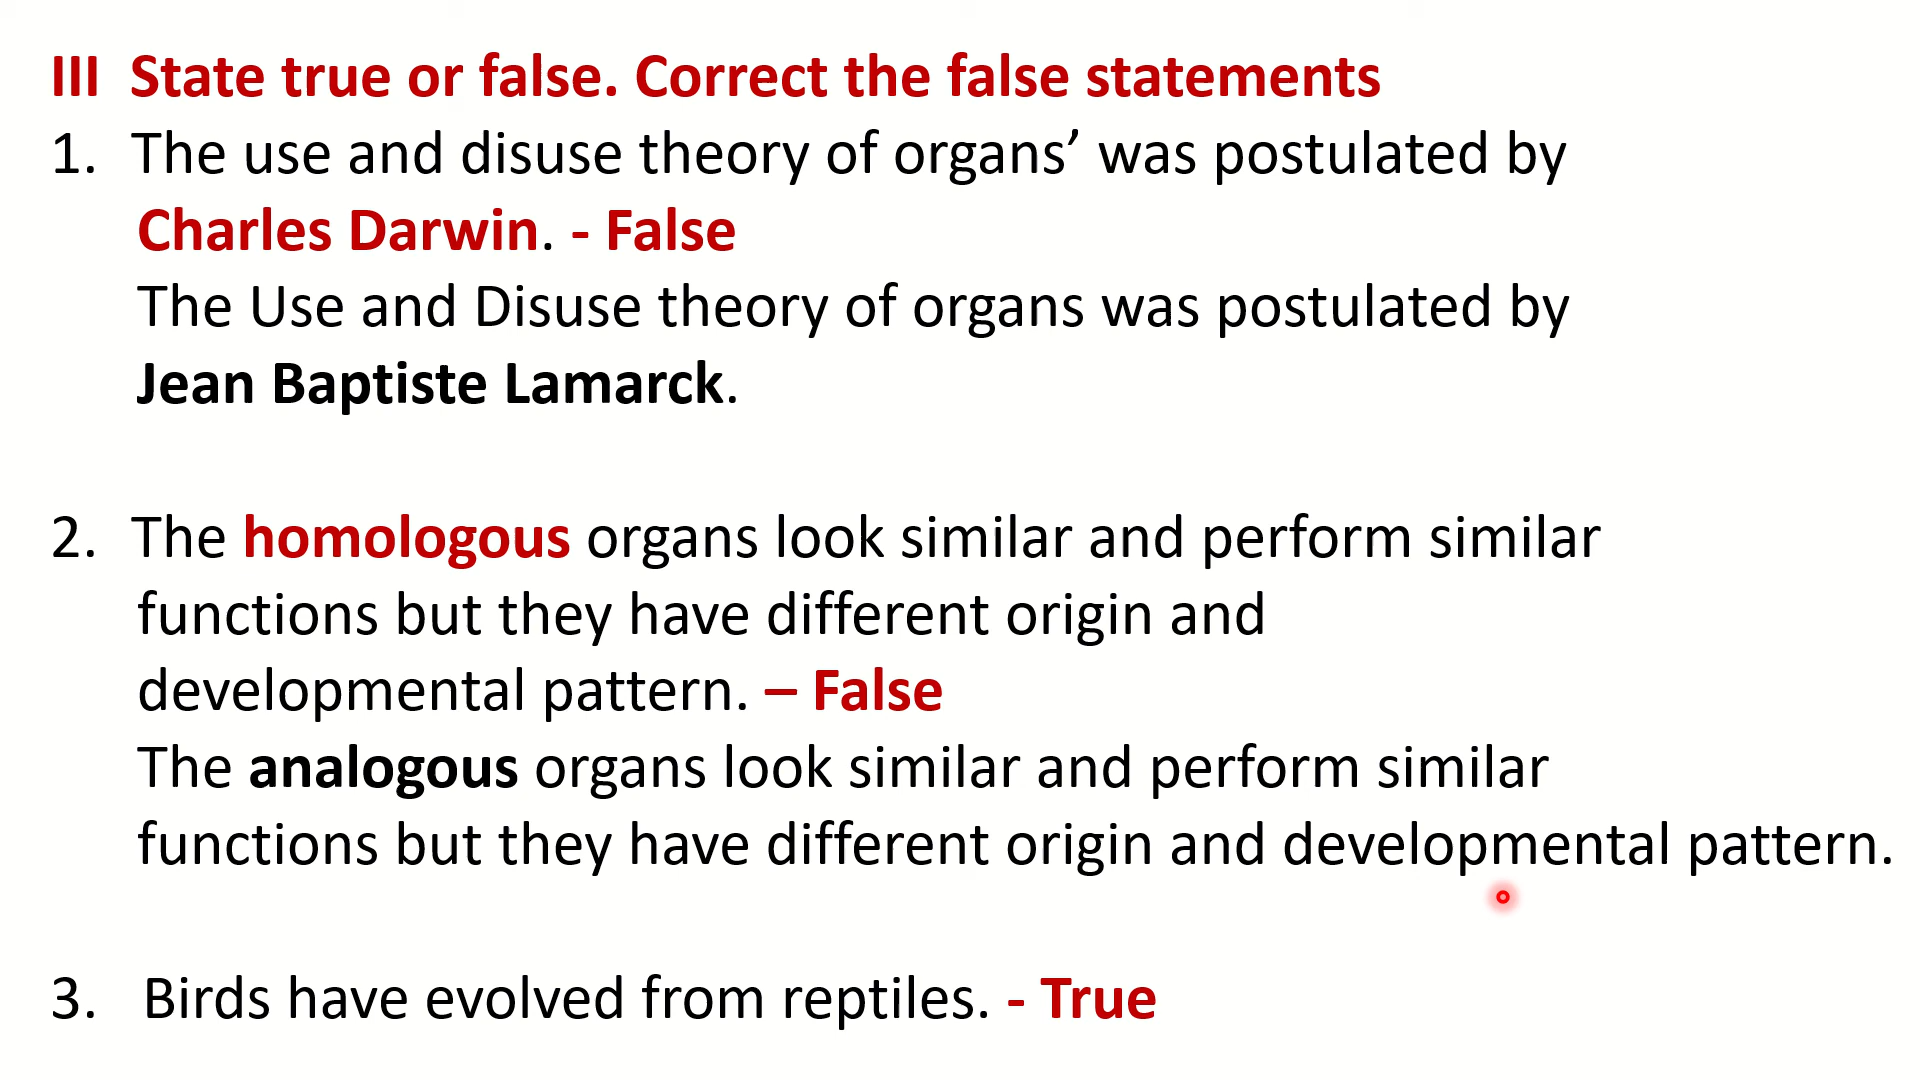 III State true or false. Correct the false statements
1. The use and disuse theory of organs’ was postulated by
Charles Darwin. - False
The Use and Disuse theory of organs was postulated by
Jean Baptiste Lamarck.
2. The homologous organs look similar and perform similar
functions but they have different origin and
developmental pattern. – False
The analogous organs look similar and perform similar
functions but they have different origin and developmental pattern.
3. Birds have evolved from reptiles. - True